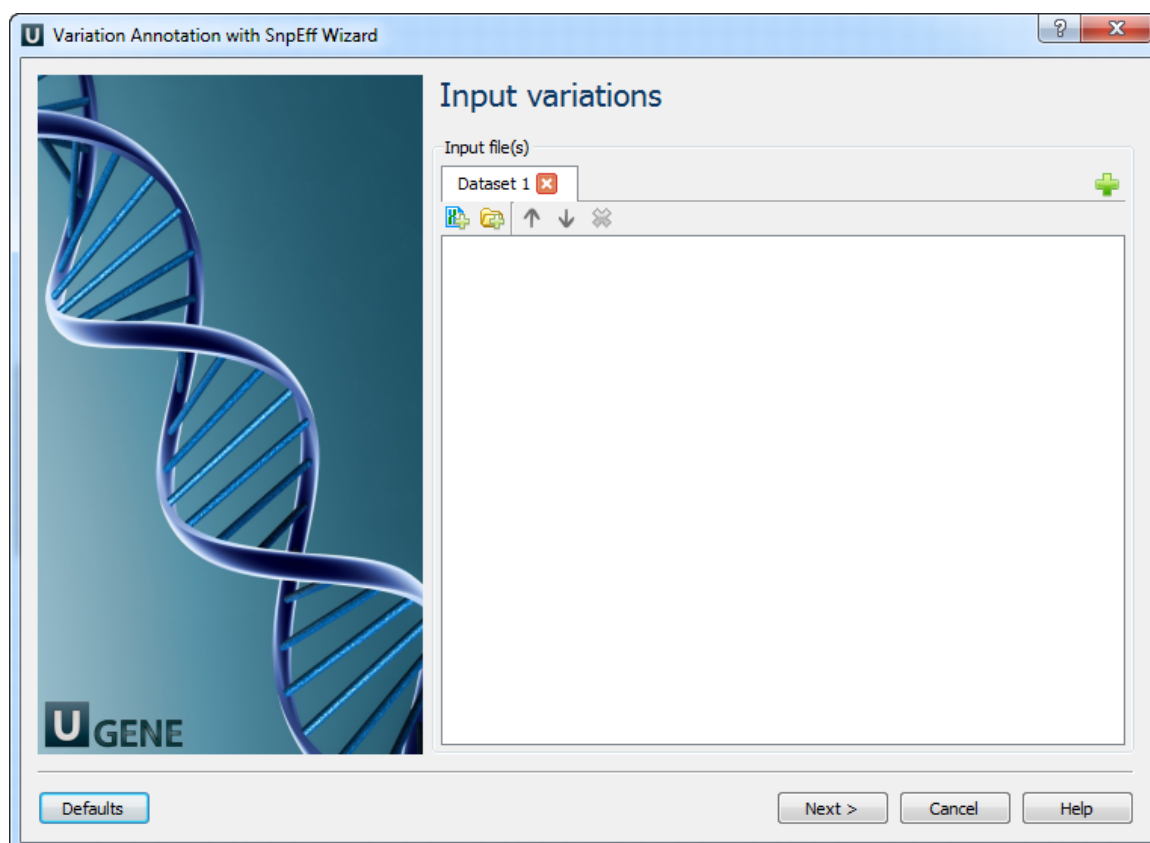 U Variation Annotation with SnpEff Wizard
?
X
Input variations
Input file(s)
Dataset 1
U GENE
Defaults
Next >
Cancel
Help